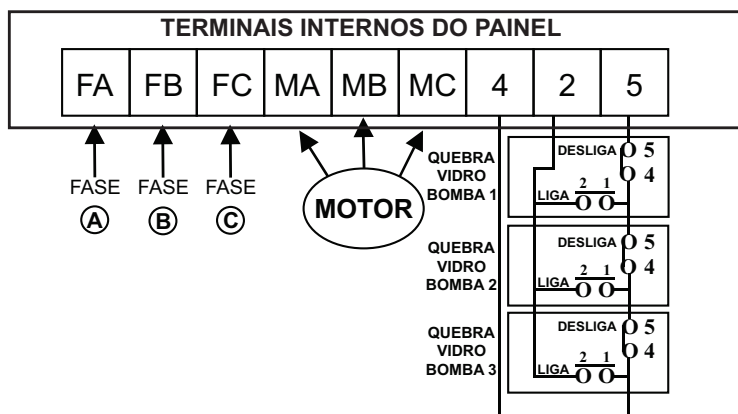 TERMINAIS INTERNOS DO PAINEL
FA FB FC MA MB MC 4 2 5
FASE FASE FASE
A B C
MOTOR
QUEBRA
VIDRO
BOMBA 1
DESLIGA 5
4
LIGA 2 1
QUEBRA
VIDRO
BOMBA 2
DESLIGA 5
4
LIGA 2 1
QUEBRA
VIDRO
BOMBA 3
DESLIGA 5
4
LIGA 2 1